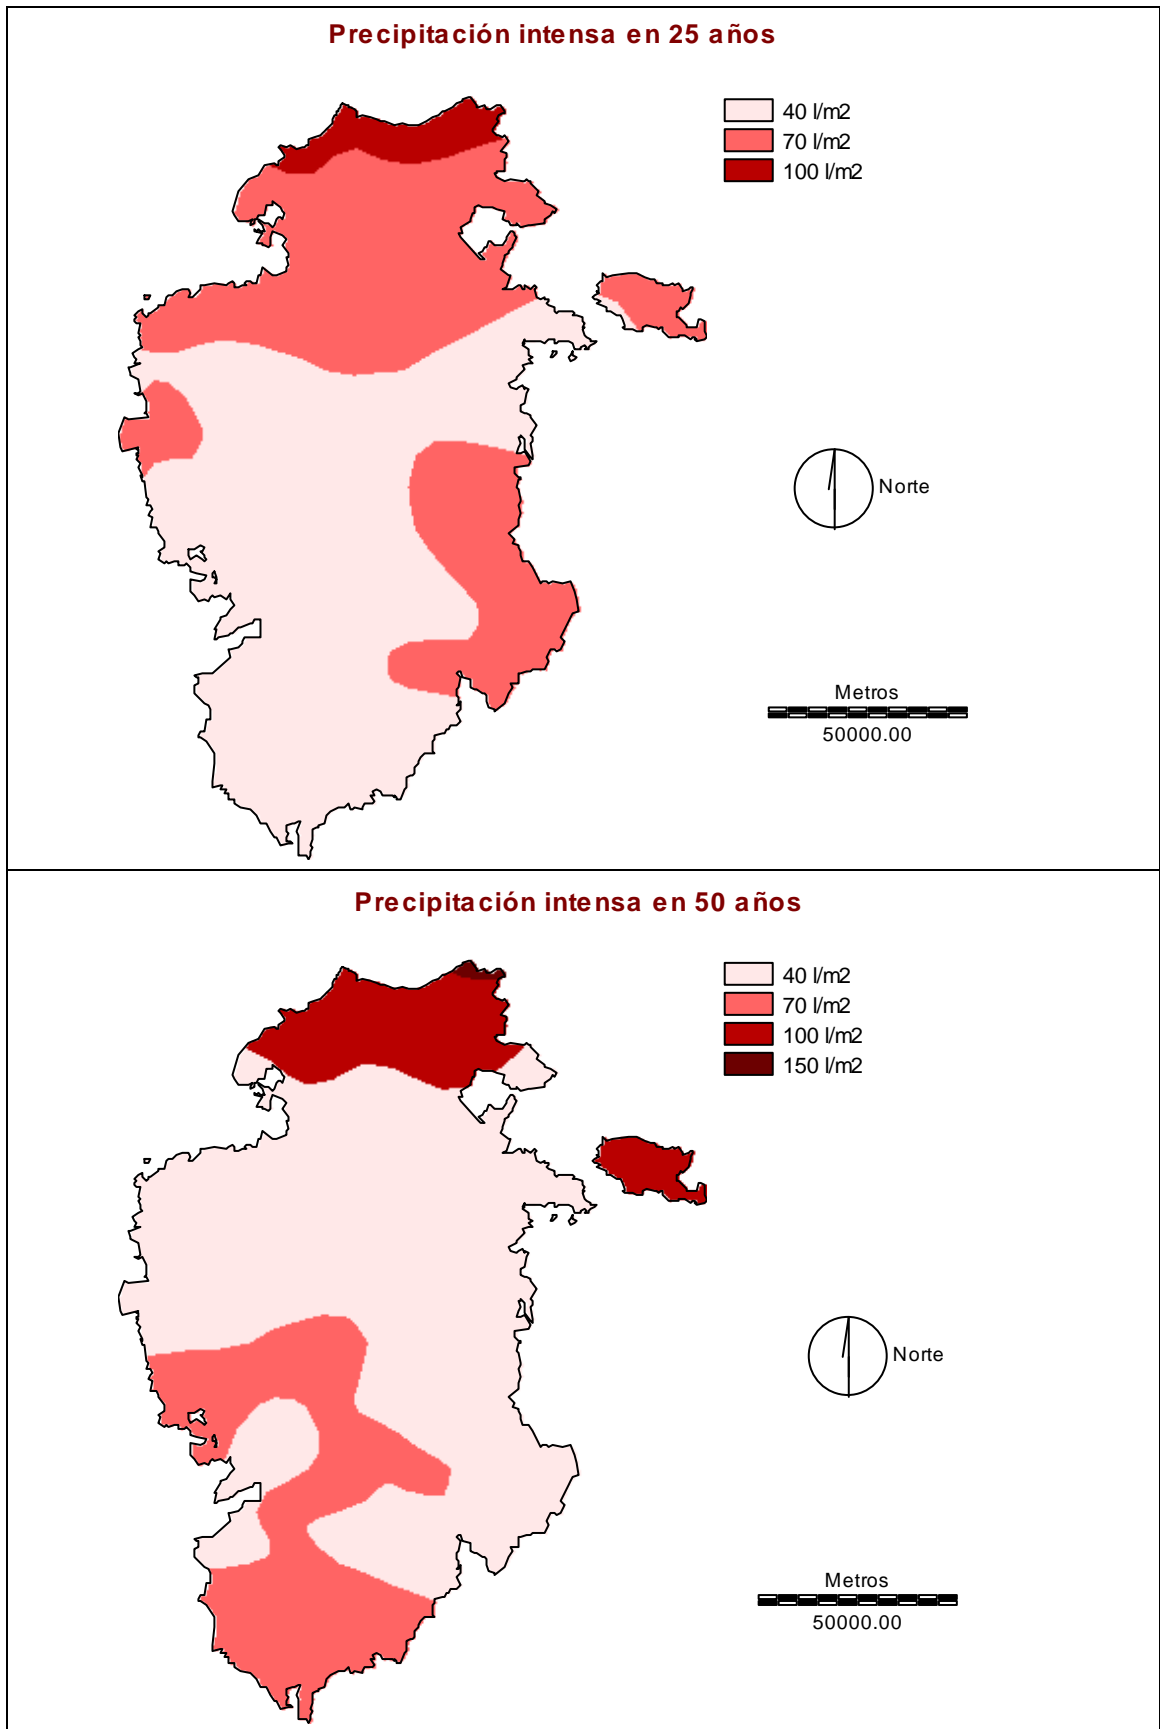 Precipitación intensa en 25 años
40 l/m2
70 l/m2
100 l/m2
Norte
Metros
50000.00
Precipitación intensa en 50 años
40 l/m2
70 l/m2
100 l/m2
150 l/m2
Norte
Metros
50000.00